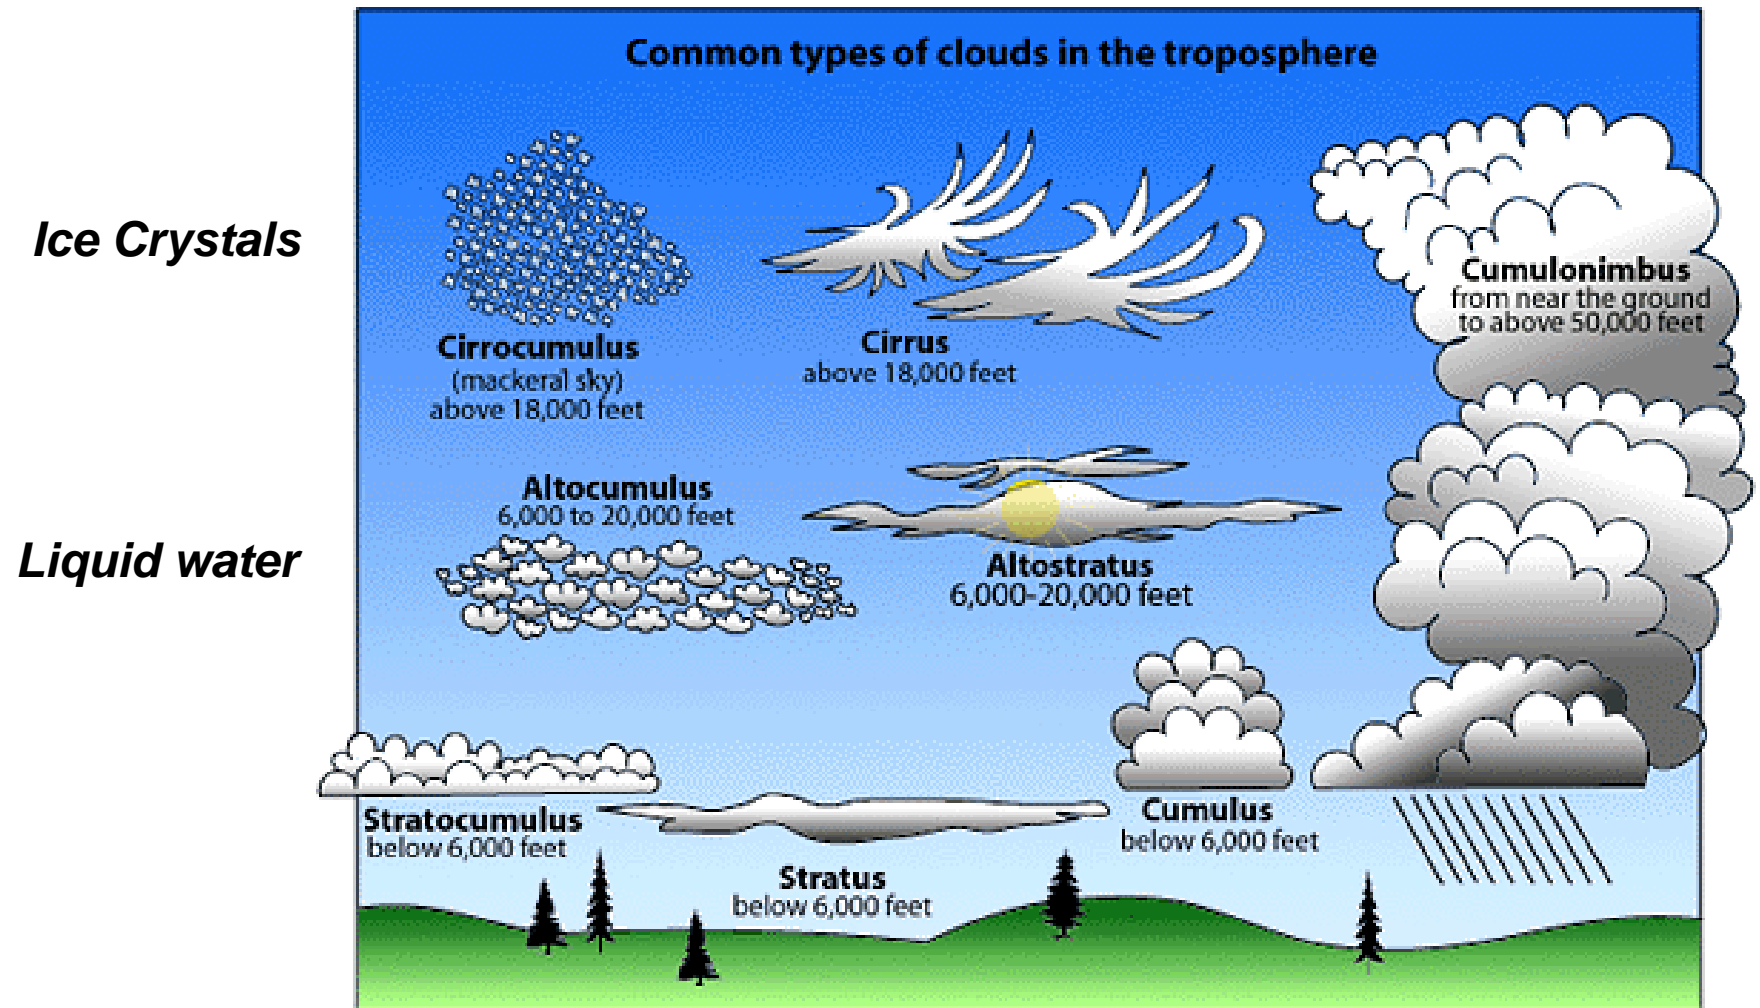 Common types of clouds in the troposphere
Ice Crystals
Cirrocumulus
(mackeral sky)
above 18,000 feet
Cirrus
above 18,000 feet
Cumulonimbus
from near the ground
to above 50,000 feet
Liquid water
Altocumulus
6,000 to 20,000 feet
Altostratus
6,000-20,000 feet
Stratocumulus
below 6,000 feet
Stratus
below 6,000 feet
Cumulus
below 6,000 feet